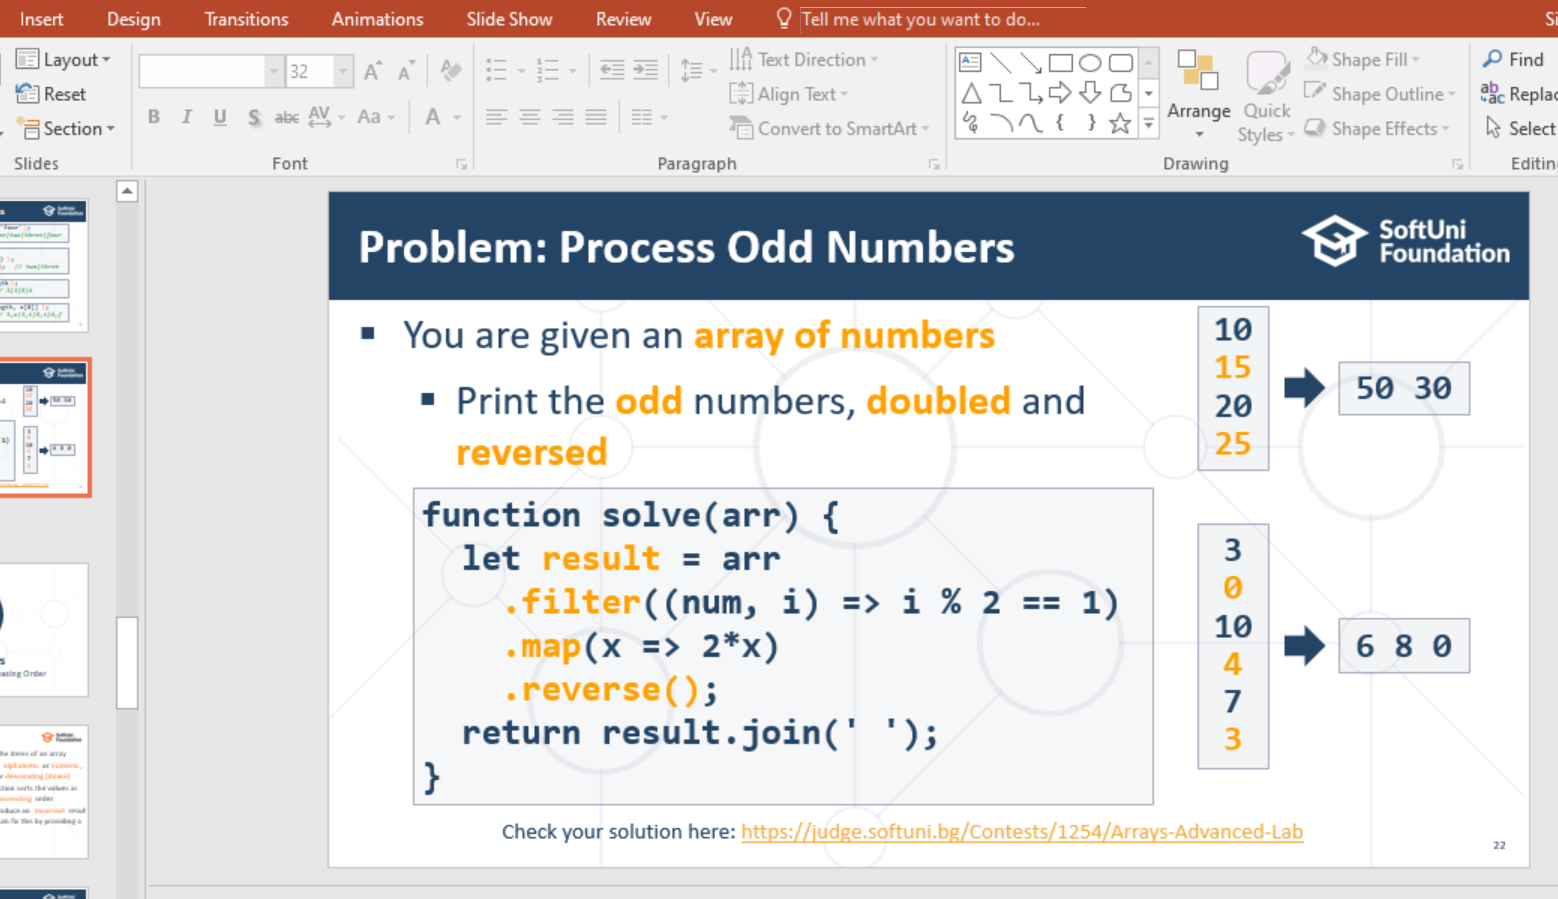 Insert Design Transitions Animations Slide Show Review View Tell me what you want to do...
Layout
Reset
Section
Slides
32
B I U S abc AV Aa A
Font
Text Direction
Align Text
Convert to SmartArt
Paragraph
Arrange
Quick
Styles
Shape Fill
Shape Outline
Shape Effects
Drawing
Find
Select
Problem: Process Odd Numbers
SoftUni
Foundation
You are given an array of numbers
Print the odd numbers, doubled and
reversed
function solve(arr) {
let result = arr
.filter((num, i) => i % 2 == 1)
.map(x => 2*x)
.reverse();
return result.join(' ');
}
10
15
20
25
50 30
3
0
10
4
7
3
6 8 0
Check your solution here: https://judge.softuni.bg/Contests/1254/Arrays-Advanced-Lab
22